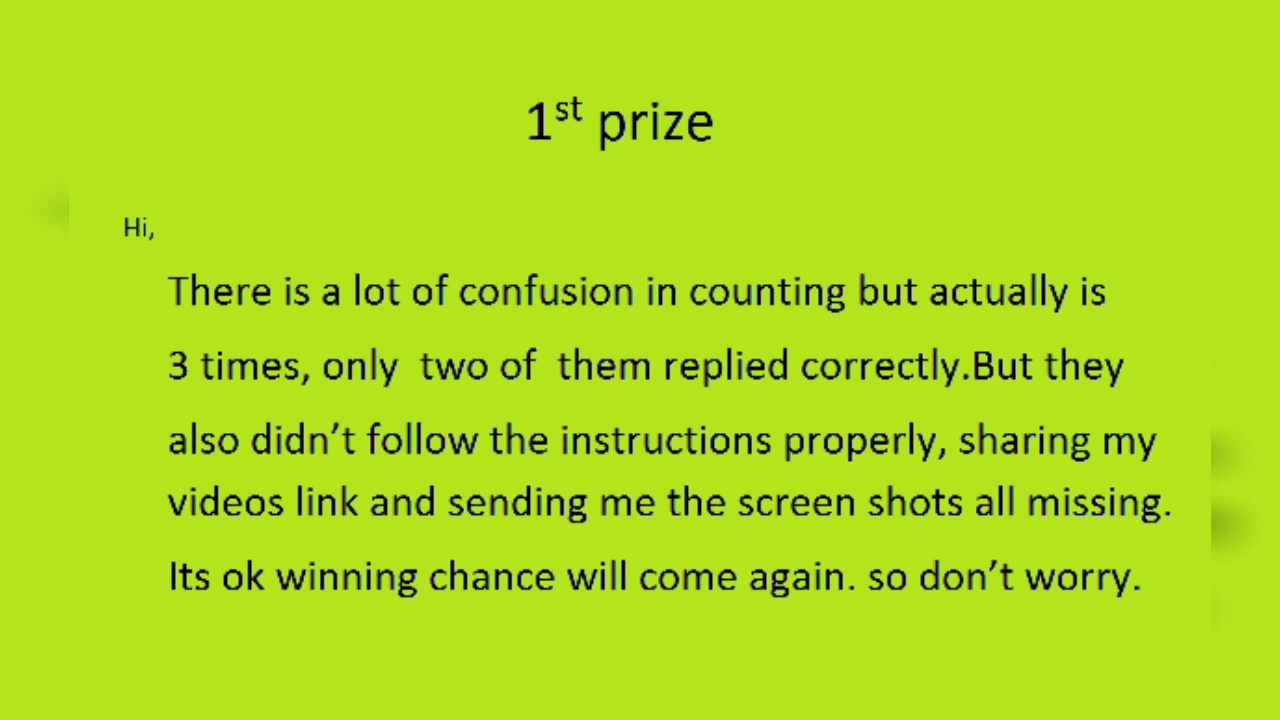 1st prize
Hi,
There is a lot of confusion in counting but actually is
3 times, only  two of  them replied correctly.But they
also didn’t follow the instructions properly, sharing my
videos link and sending me the screen shots all missing.
Its ok winning chance will come again. so don’t worry.